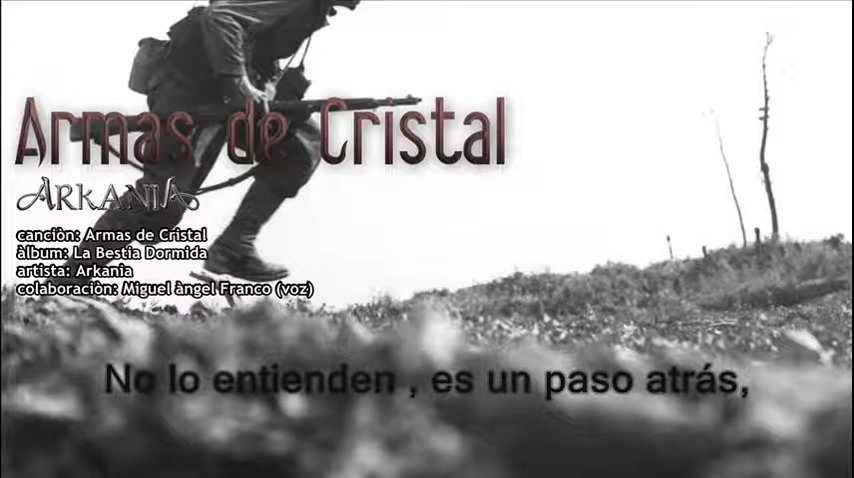 Armas de Cristal
ARKANIA
canciòn: Armas de Cristal
àlbum: La Bestia Dormida
artista: Arkania
colaboraciòn: Miguel àngel Franco (voz)
No lo entienden , es un paso atrás,